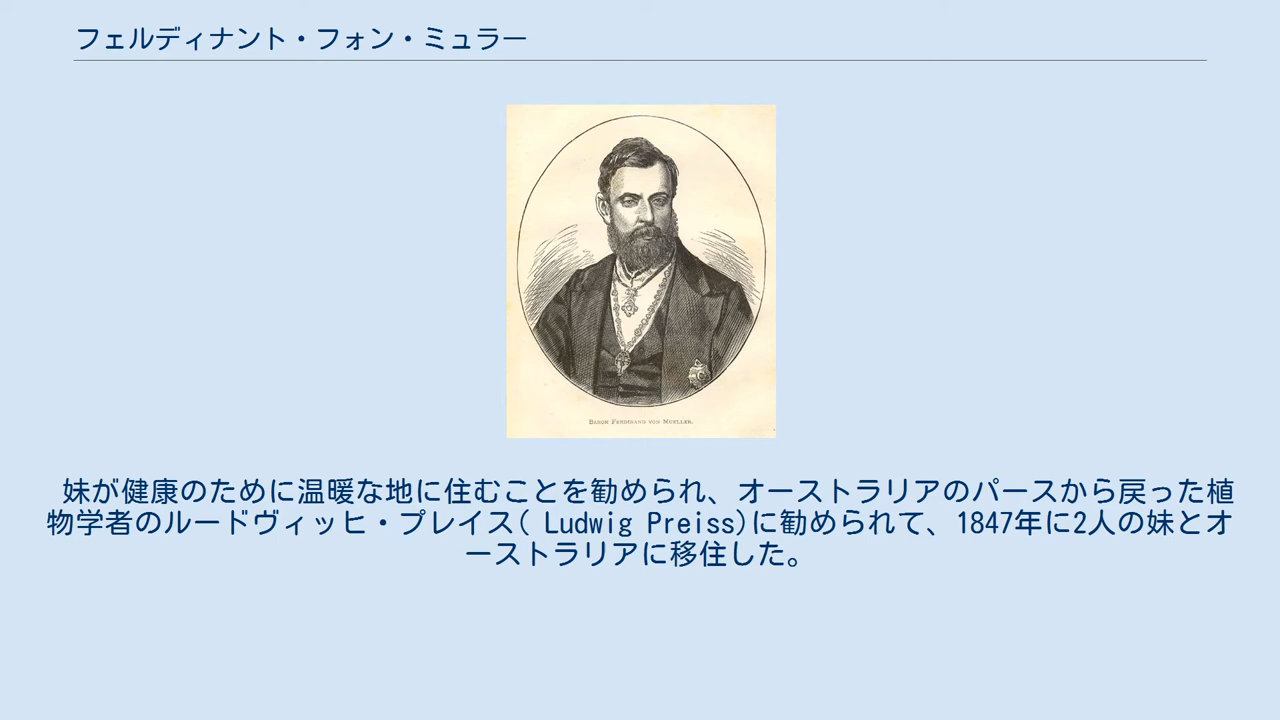 フェルディナント・フォン・ミュラー
BARON FERDINAND VON MUELLER.
妹が健康のために温暖な地に住むことを勧められ、オーストラリアのパースから戻った植
物学者のルードヴィッヒ・プレイス( Ludwig Preiss)に勧められて、1847年に2人の妹とオ
ーストラリアに移住した。